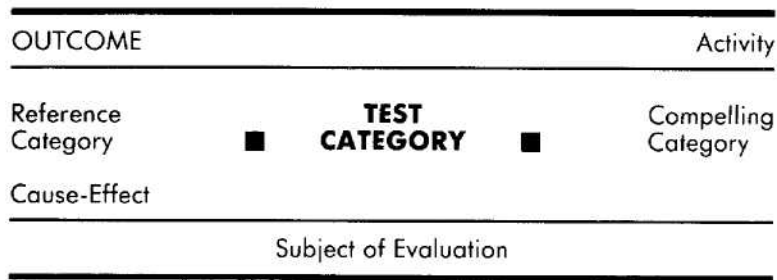 OUTCOME Activity
Reference TEST Compelling
Category ■ CATEGORY ■ Category
Cause-Effect
Subject of Evaluation